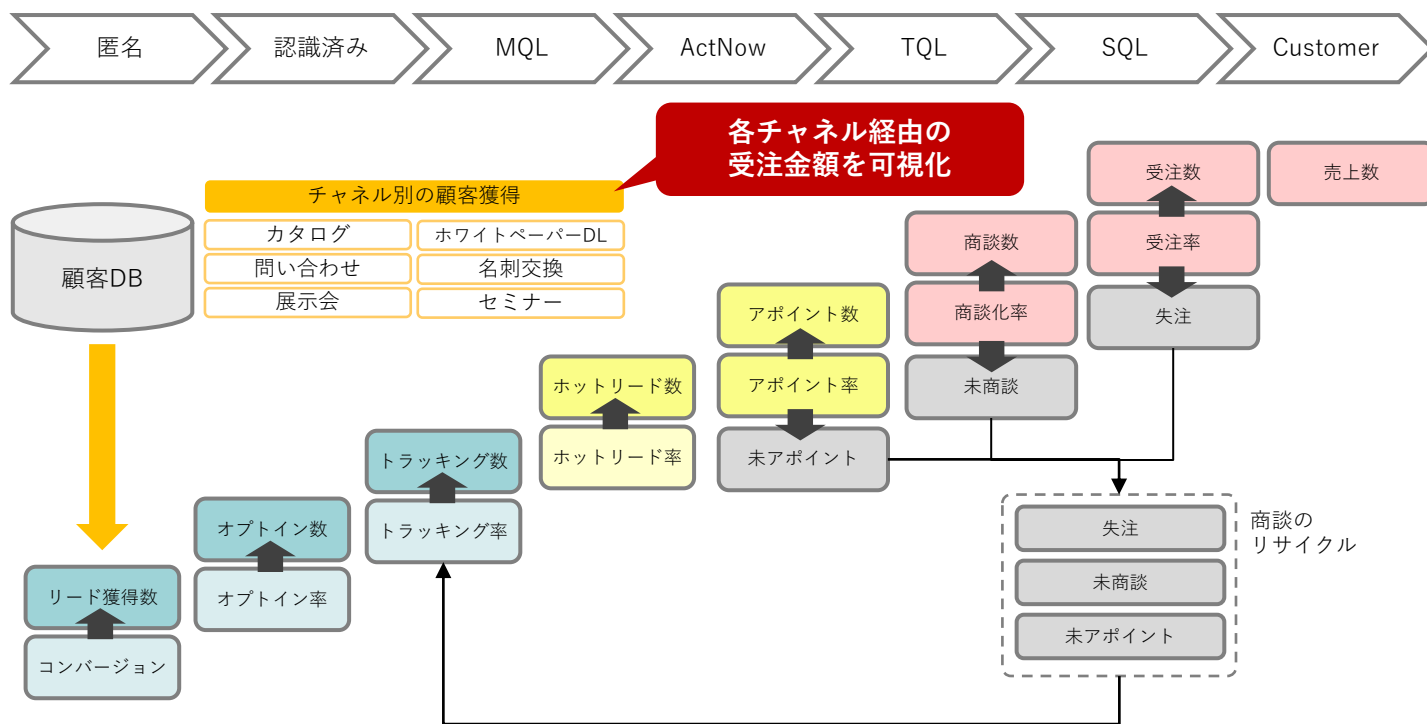 匿名
認識済み
MQL
ActNow
TQL
SQL
Customer
各チャネル経由の
受注金額を可視化
チャネル別の顧客獲得
カタログ
ホワイトペーパーDL
問い合わせ
名刺交換
展示会
セミナー
顧客DB
受注数
売上数
受注率
失注
商談数
商談化率
未商談
アポイント数
アポイント率
未アポイント
ホットリード数
ホットリード率
トラッキング数
トラッキング率
オプトイン数
オプトイン率
リード獲得数
コンバージョン
失注
未商談
未アポイント
商談の
リサイクル